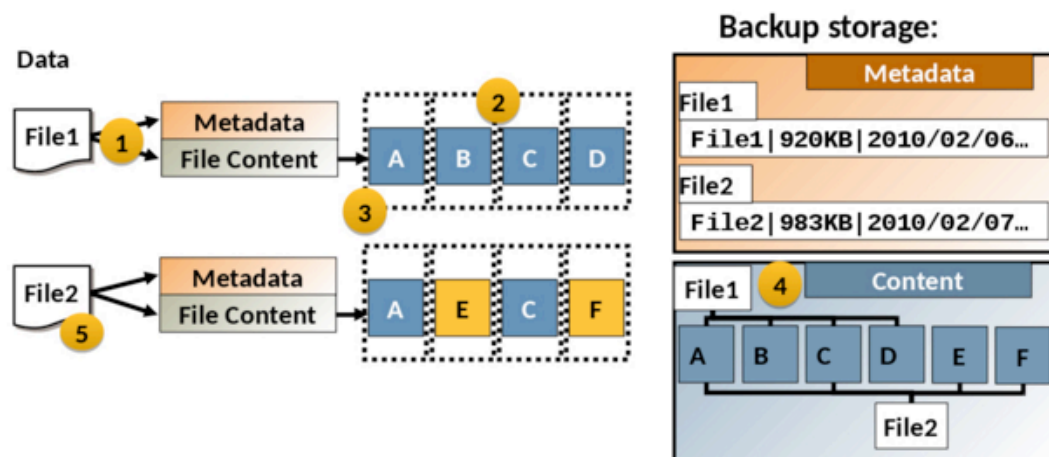 Backup storage:
Data
Metadata
File1
File1|920KB|2010/02/06…
File2
File2|983KB|2010/02/07…
File1
1
Metadata
File Content
2
A B C D
3
File2
5
Metadata
File Content
A E C F
4
Content
File1
A B C D E F
File2